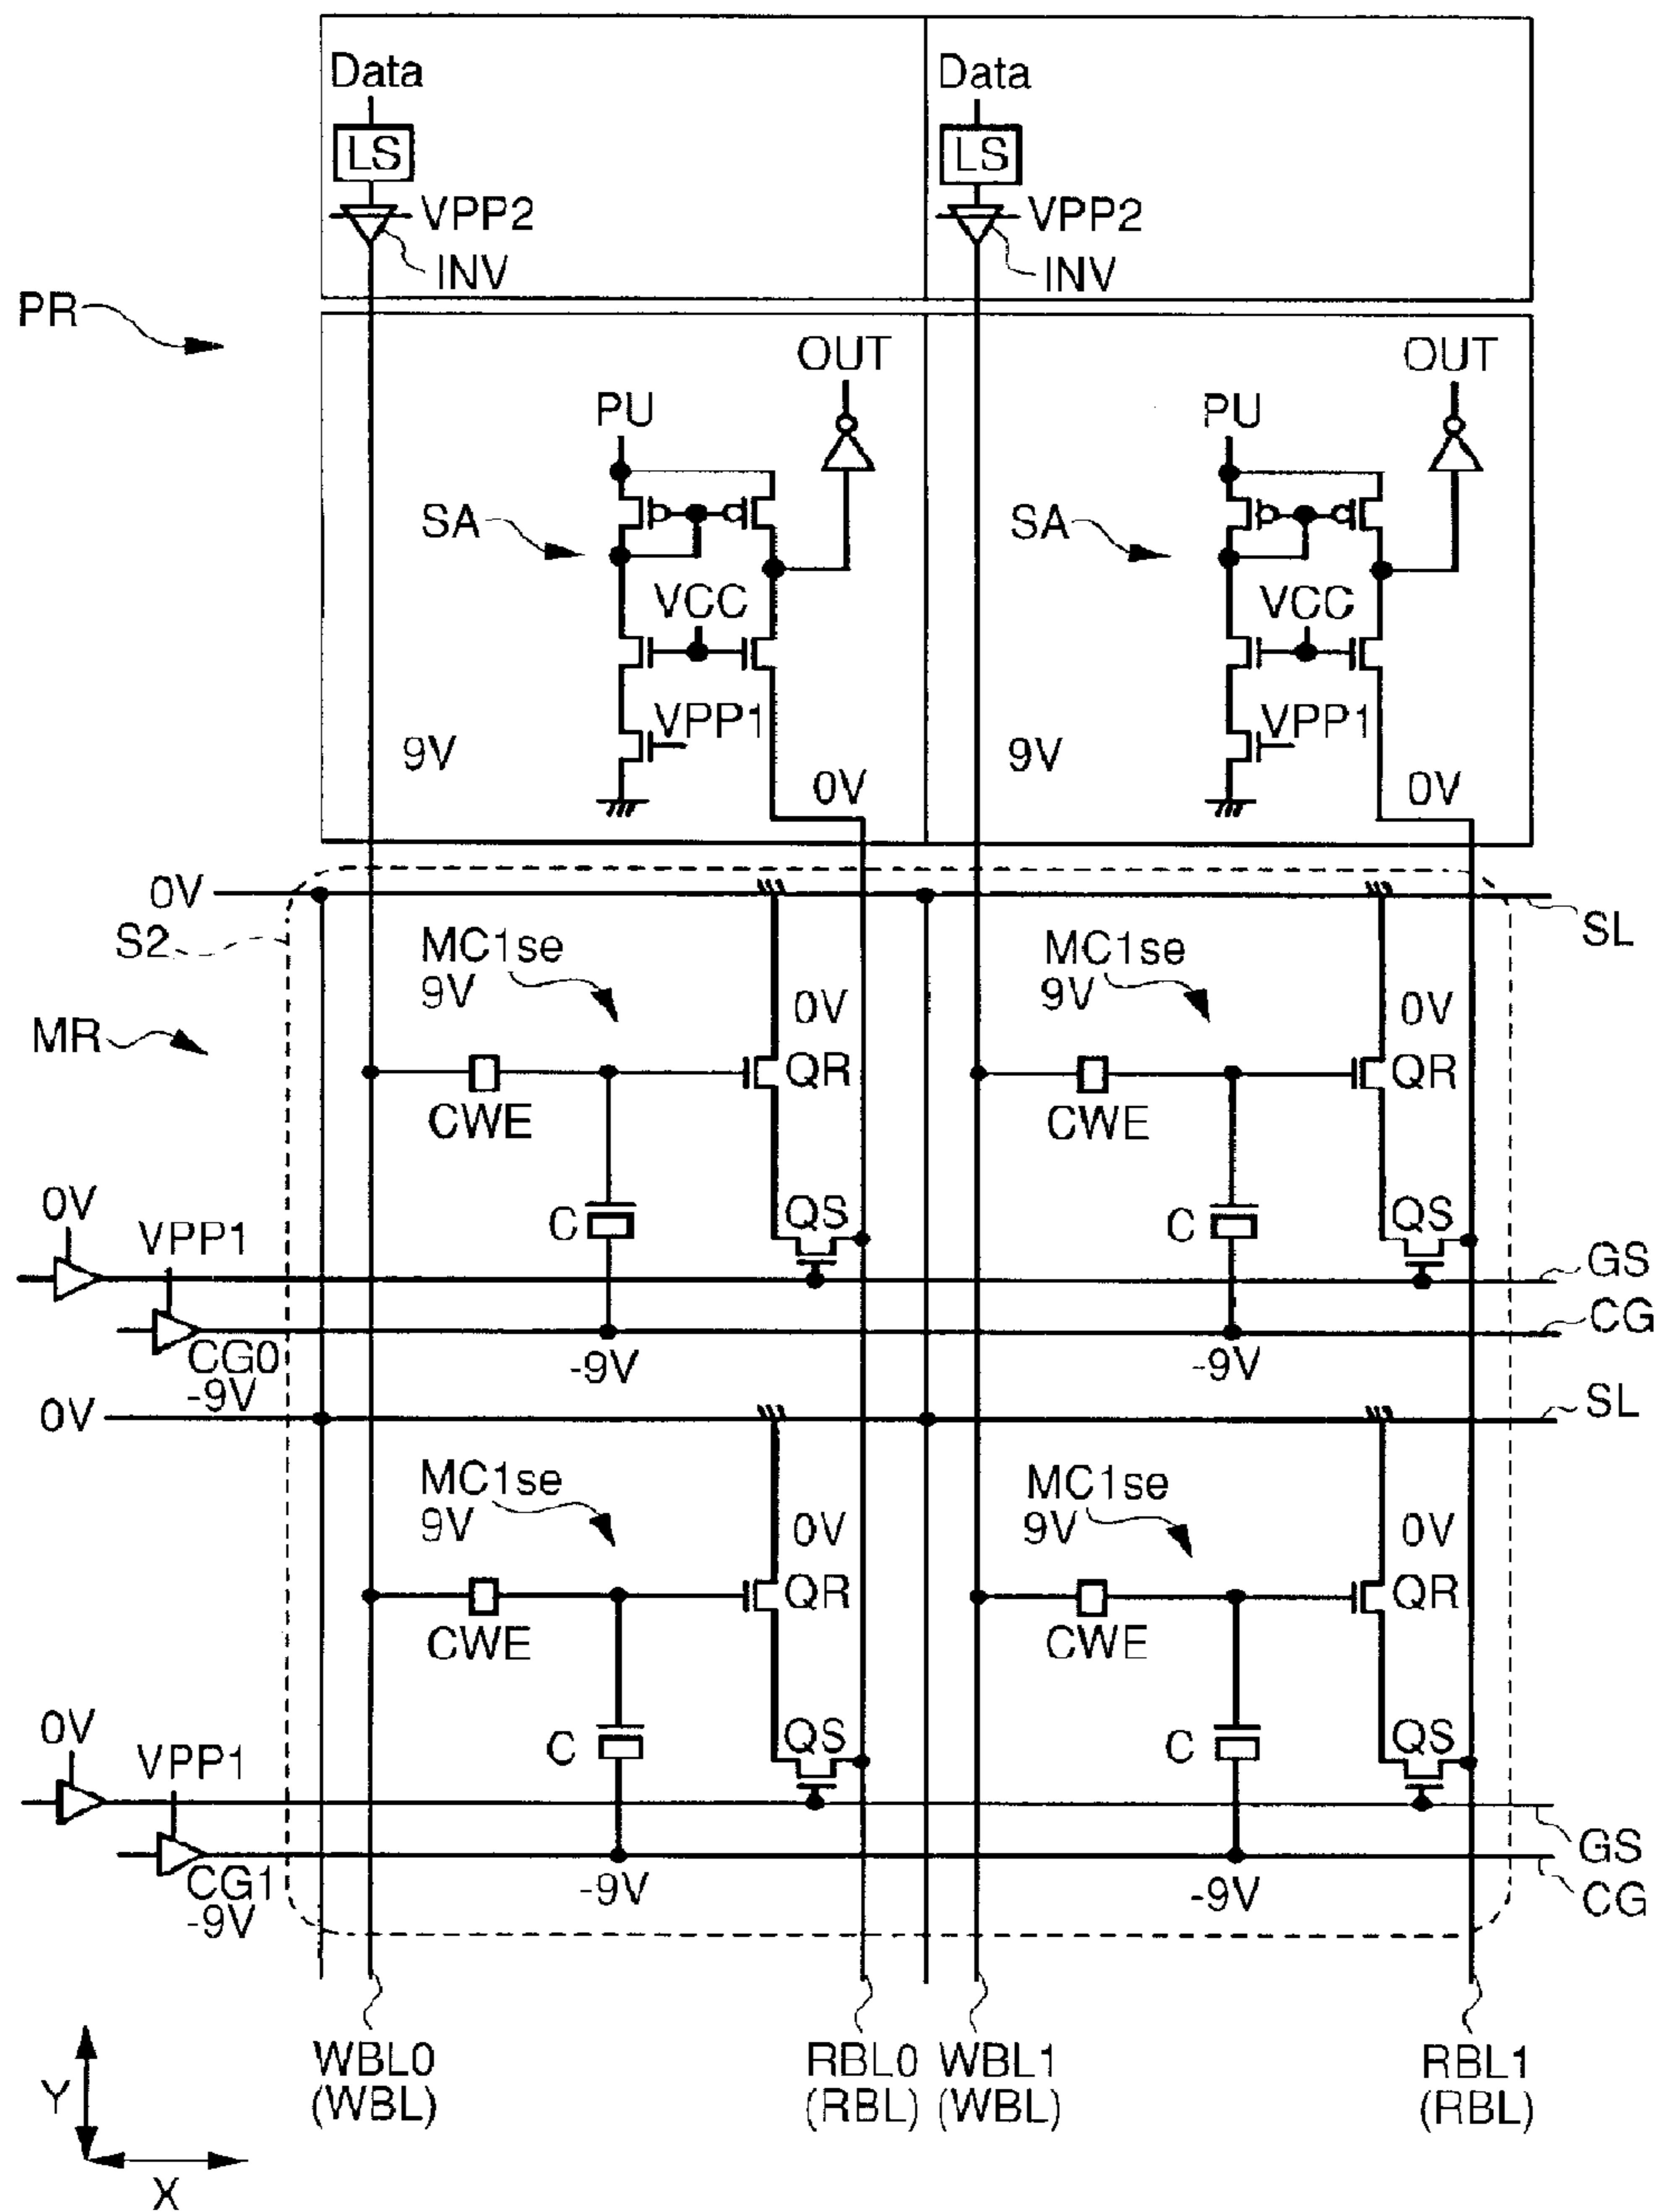 Data Data
LS LS
VPP2 VPP2
INV INV
PR
OUT OUT
PU PU
SA SA
VCC VCC
VPP1 VPP1
9V 9V
0V 0V
0V
SL
S2
MC1se MC1se
9V 9V
0V 0V
MR
QR QR
CWE CWE
0V
C QS C QS
VPP1
GS
CG
CG0 -9V -9V
-9V
0V SL
MC1se MC1se
9V 9V
0V 0V
QR QR
CWE CWE
0V
C QS C QS
VPP1
GS
CG1 -9V -9V CG
-9V
WBL0 RBL0 WBL1 RBL1
(WBL) (RBL) (WBL) (RBL)
Y
X